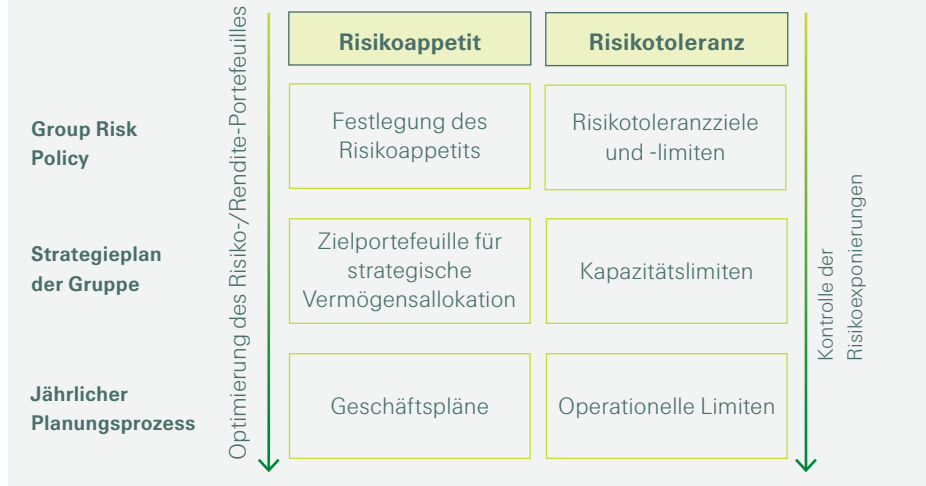 Risikoappetit
Risikotoleranz
Optimierung des Risiko-/Rendite-Portefeuilles
Group Risk
Policy
Festlegung des
Risikoappetits
Risikotoleranzziele
und -limiten
Strategieplan
der Gruppe
Zielportefeuille für
strategische
Vermögensallokation
Kapazitätslimiten
Jährlicher
Planungsprozess
Geschäftspläne
Operationelle Limiten
Kontrolle der
Risikoexponierungen